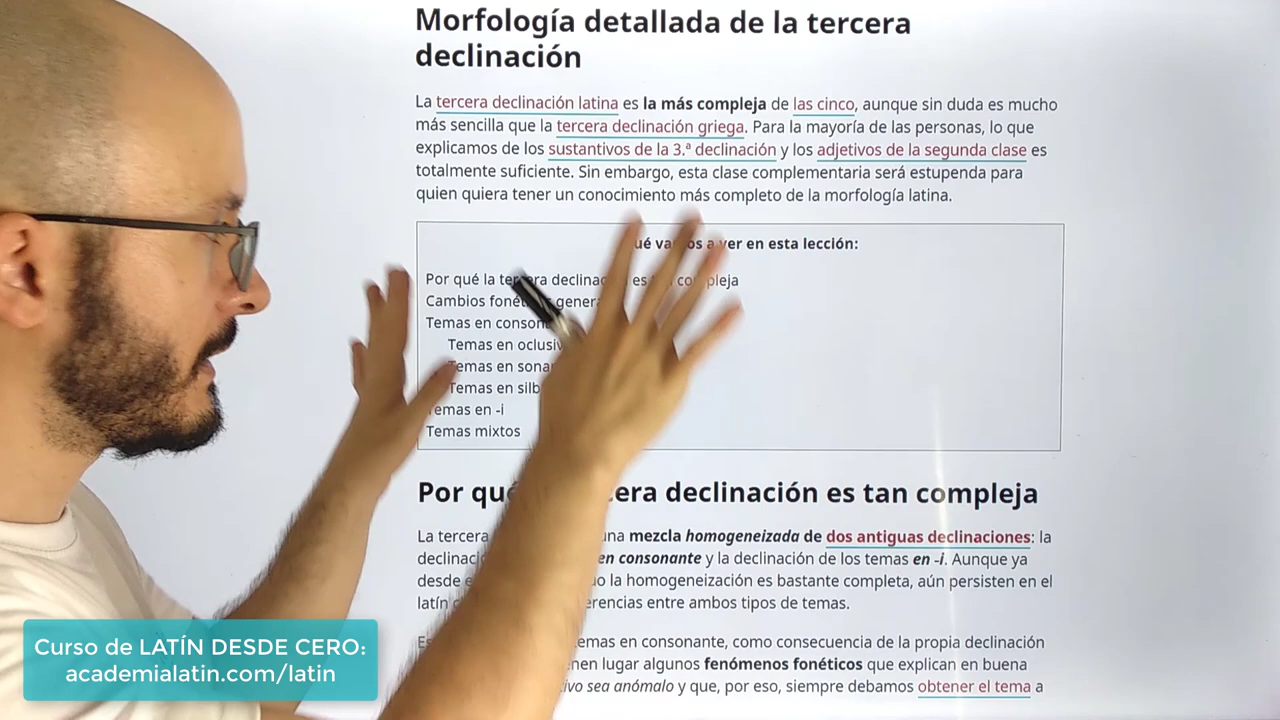 Morfología detallada de la tercera
declinación
La tercera declinación latina es la más compleja de las cinco, aunque sin duda es mucho
más sencilla que la tercera declinación griega. Para la mayoría de las personas, lo que
explicamos de los sustantivos de la 3.ª declinación y los adjetivos de la segunda clase es
totalmente suficiente. Sin embargo, esta clase complementaria será estupenda para
quien quiera tener un conocimiento más completo de la morfología latina.
vamos a ver en esta lección:
Por qué la tercera declinación es tan compleja
Cambios
Temas en
Temas en
Temas en
Temas en
Temas en -i
Temas mixtos
Por qué tercera declinación es tan compleja
La tercera una mezcla homogeneizada de dos antiguas declinaciones: la
en consonante y la declinación de los temas en -i. Aunque ya
desde la homogeneización es bastante completa, aún persisten en el
latín diferencias entre ambos tipos de temas.
temas en consonante, como consecuencia de la propia declinación
lugar algunos fenómenos fonéticos que explican en buena
sea anómalo y que, por eso, siempre debamos obtener el tema a
Curso de LATÍN DESDE CERO:
academialatin.com/latin